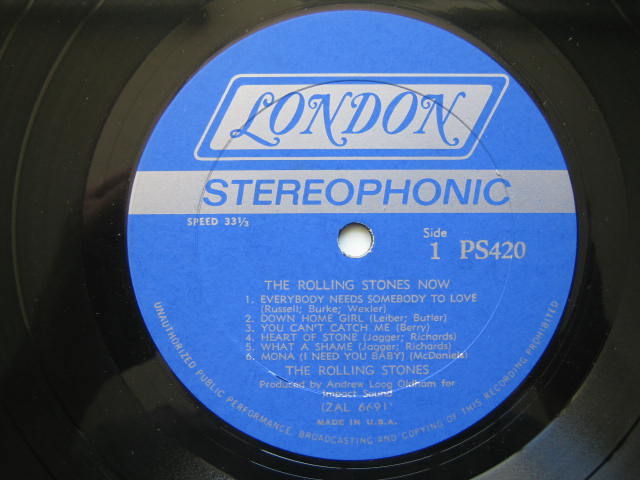 LONDON
STEREOPHONIC
SPEED 33⅓
Side
1 PS420
THE ROLLING STONES NOW
1. EVERYBODY NEEDS SOMEBODY TO LOVE
(Russell; Burke; Wexler)
2. DOWN HOME GIRL (Leiber; Butler)
3. YOU CAN'T CATCH ME (Berry)
4. HEART OF STONE (Jagger; Richards)
5. WHAT A SHAME (Jagger; Richards)
6. MONA (I NEED YOU BABY) (McDaniels)
THE ROLLING STONES
Produced by Andrew Loog Oldham for
Impact Sound
(ZAL 6691)
MADE IN U.S.A.
UNAUTHORIZED PUBLIC PERFORMANCE, BROADCASTING AND COPYING OF THIS RECORDING PROHIBITED